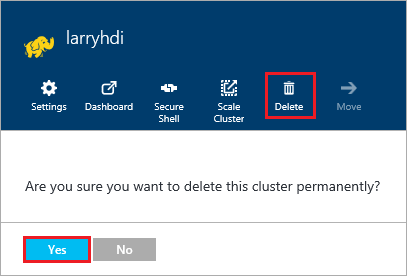 larryhdi
Settings Dashboard Secure Shell Scale Cluster Delete Move
Are you sure you want to delete this cluster permanently?
Yes No